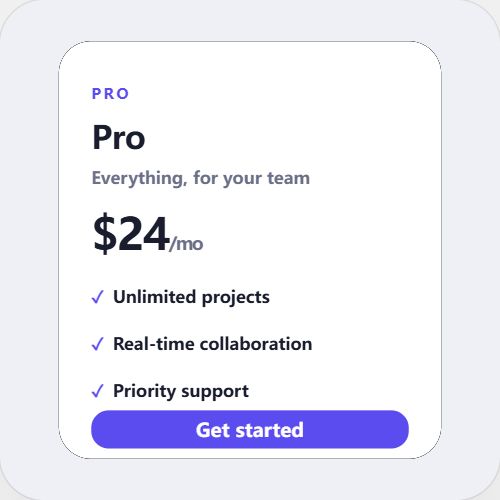 PRO
Pro
Everything, for your team
$24/mo
✓ Unlimited projects
✓ Real-time collaboration
✓ Priority support
Get started